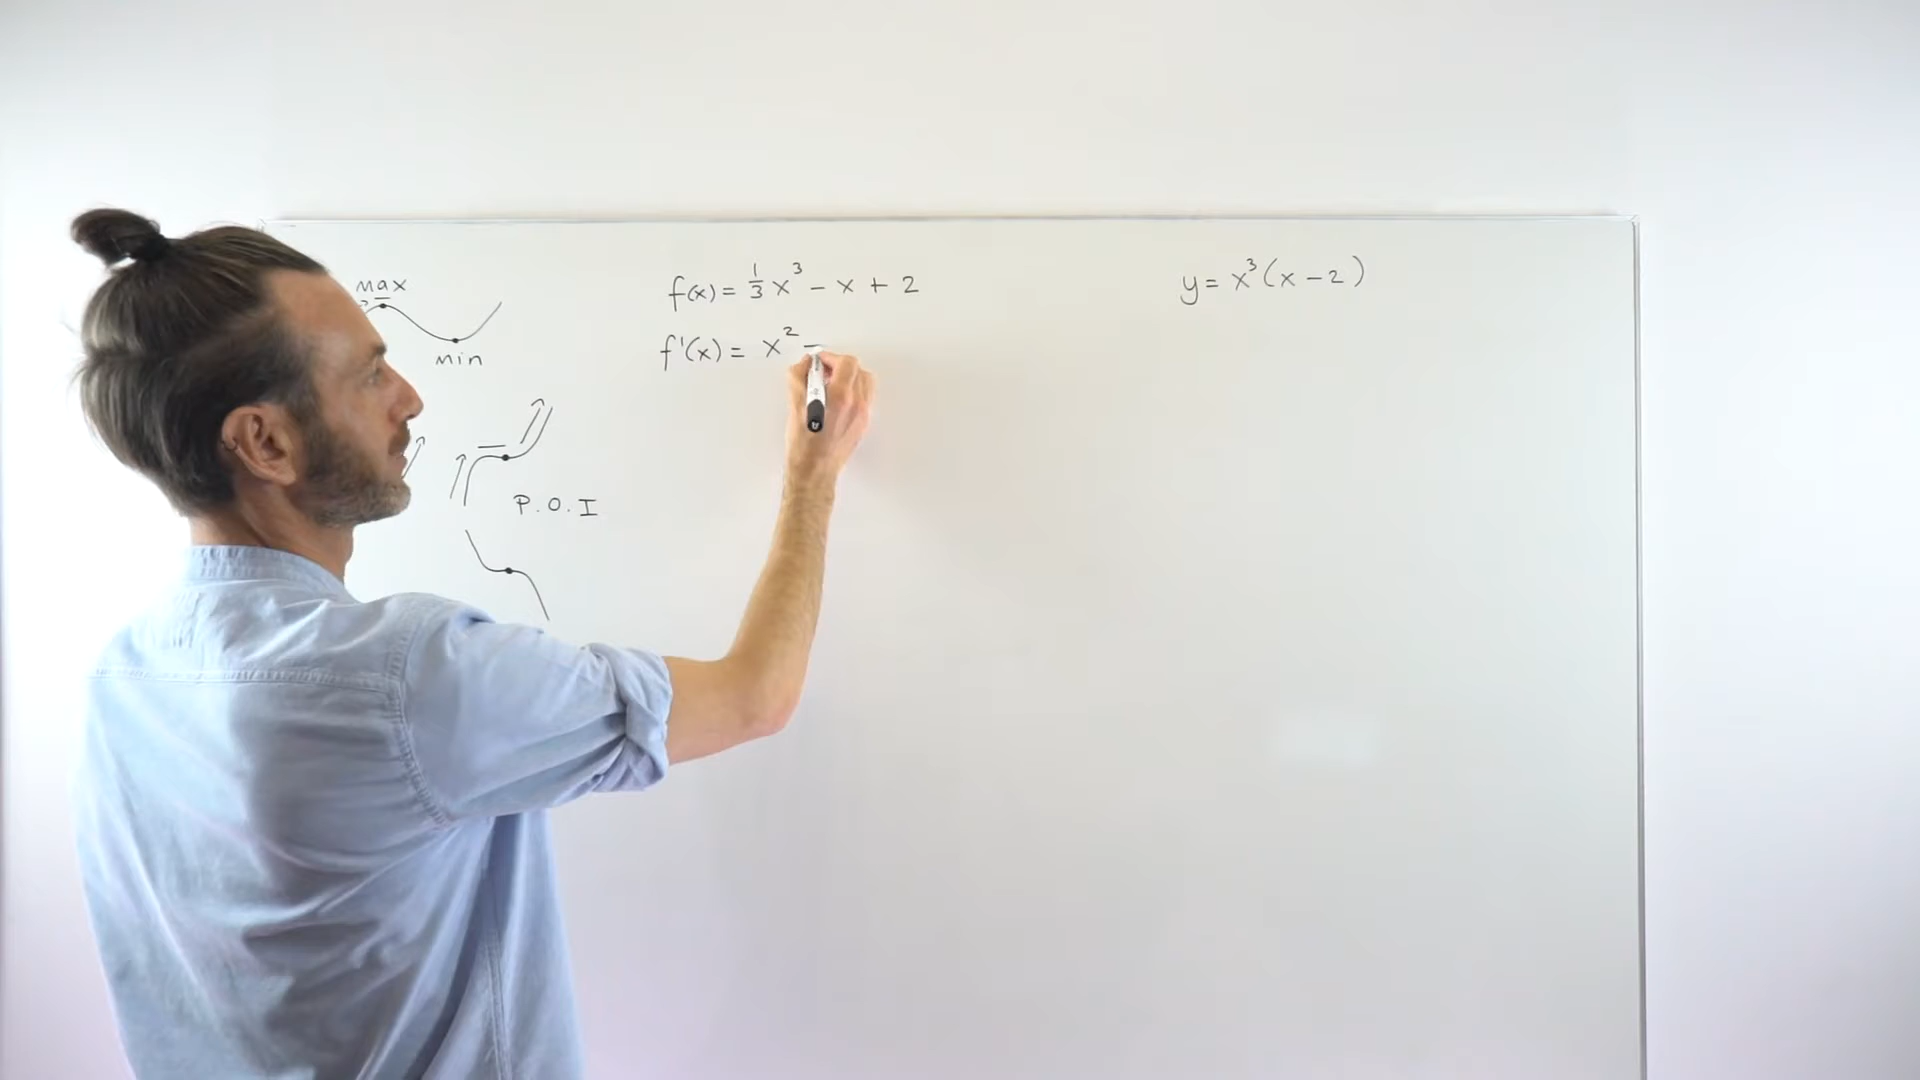 max
min
P.O.I
f(x) = 1/3 x³ - x + 2
f'(x) = x² -
y = x³(x-2)